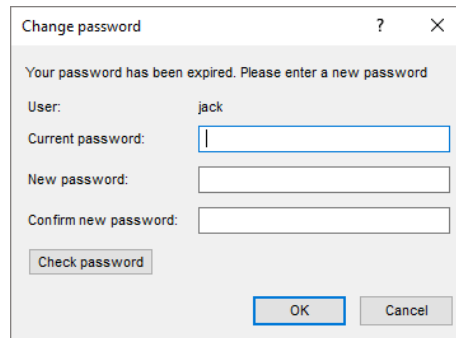 Change password ?
Your password has been expired. Please enter a new password
User: jack
Current password:
New password:
Confirm new password:
Check password
OK Cancel